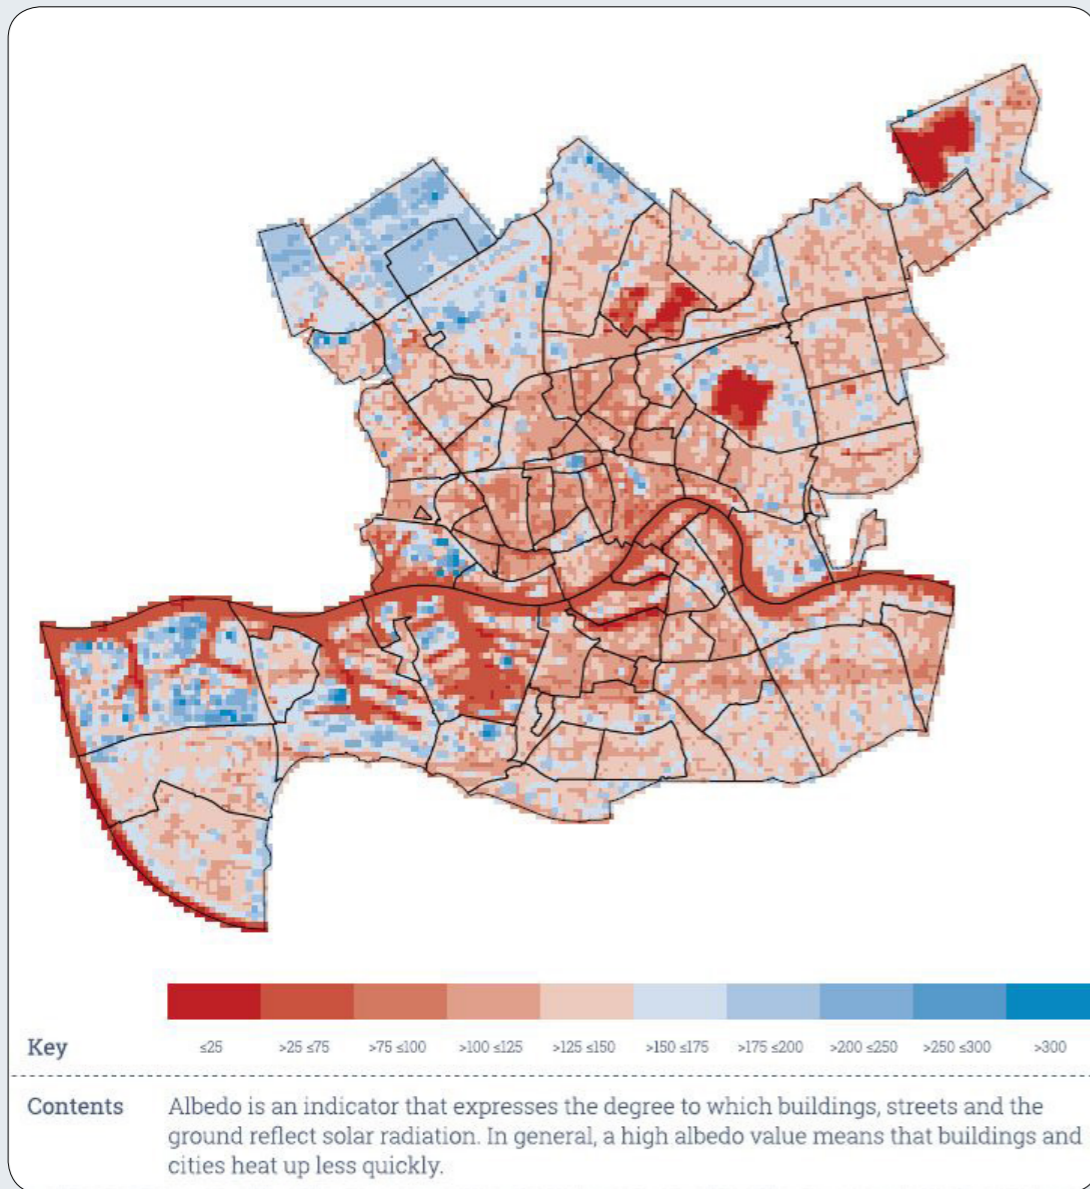 Key
≤25 >25 ≤75 >75 ≤100 >100 ≤125 >125 ≤150 >150 ≤175 >175 ≤200 >200 ≤250 >250 ≤300 >300
Contents
Albedo is an indicator that expresses the degree to which buildings, streets and the
ground reflect solar radiation. In general, a high albedo value means that buildings and
cities heat up less quickly.